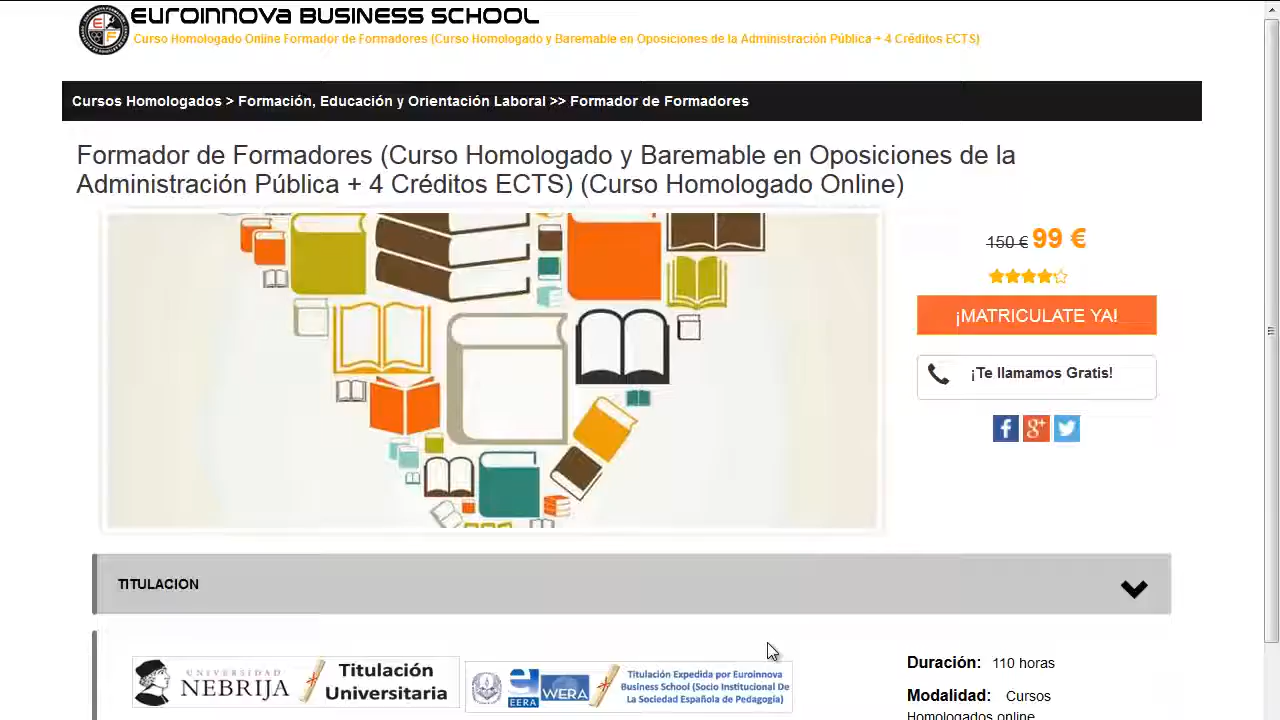 EUROINNOVA BUSINESS SCHOOL
Curso Homologado Online Formador de Formadores (Curso Homologado y Baremable en Oposiciones de la Administración Pública + 4 Créditos ECTS)
Cursos Homologados > Formación, Educación y Orientación Laboral >> Formador de Formadores
Formador de Formadores (Curso Homologado y Baremable en Oposiciones de la
Administración Pública + 4 Créditos ECTS) (Curso Homologado Online)
150 € 99 €
¡MATRICULATE YA!
¡Te llamamos Gratis!
TITULACION
UNIVERSIDAD
NEBRIJA
Titulación
Universitaria
EERA
WERA
Titulación Expedida por Euroinnova
Business School (Socio Institucional De
La Sociedad Española de Pedagogía)
Duración: 110 horas
Modalidad: Cursos
Homologados online